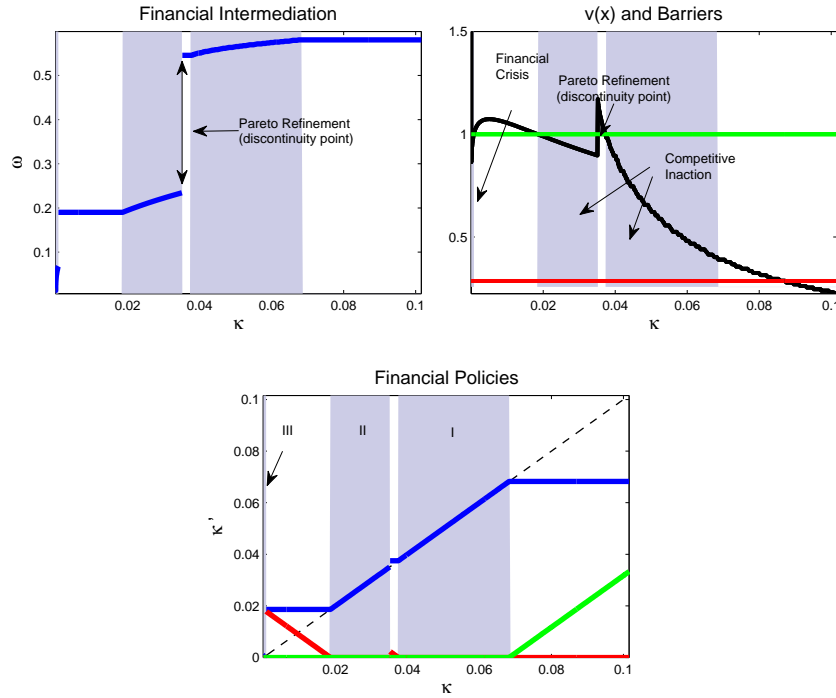 Financial Intermediation
0.5
0.4
0.3
0.2
0.1
ω
Pareto Refinement
(discontinuity point)
0.02
0.04
0.06
0.08
0.1
κ
v(x) and Barriers
1.5
1
0.5
Financial
Crisis
Pareto Refinement
(discontinuity point)
Competitive
Inaction
0.02
0.04
0.06
0.08
0.1
κ
Financial Policies
0.1
0.08
0.06
0.04
0.02
0
κ '
III
II
I
0.02
0.04
0.06
0.08
0.1
κ